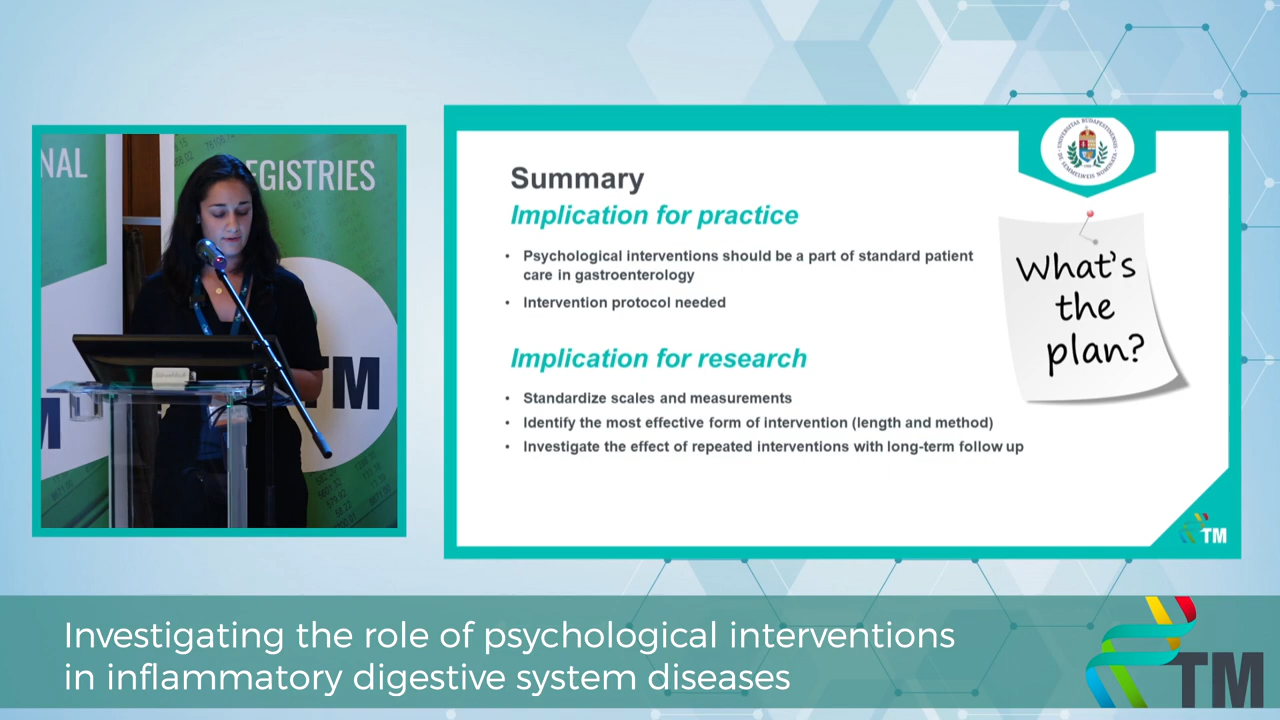 NAL
EGISTRIES
TM
M
Summary
Implication for practice
• Psychological interventions should be a part of standard patient
care in gastroenterology
• Intervention protocol needed
Implication for research
• Standardize scales and measurements
• Identify the most effective form of intervention (length and method)
• Investigate the effect of repeated interventions with long-term follow up
What's
the
plan?
TM
Investigating the role of psychological interventions
in inflammatory digestive system diseases
TM